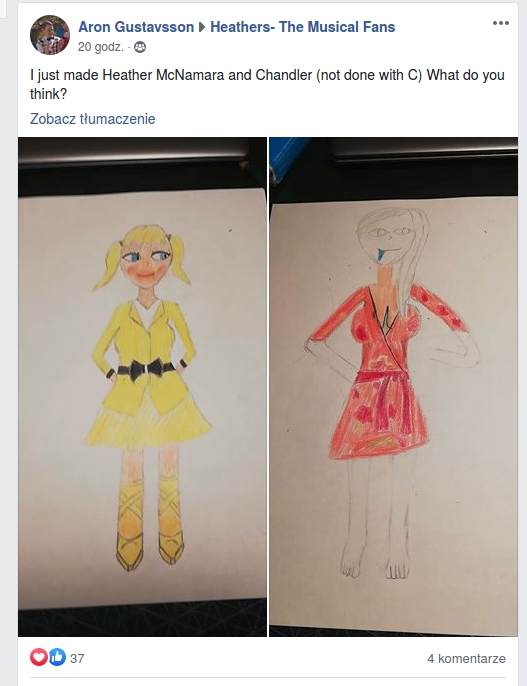 Aron Gustavsson Heathers- The Musical Fans
20 godz. ·
I just made Heather McNamara and Chandler (not done with C) What do you
think?
Zobacz tłumaczenie
37
4 komentarze